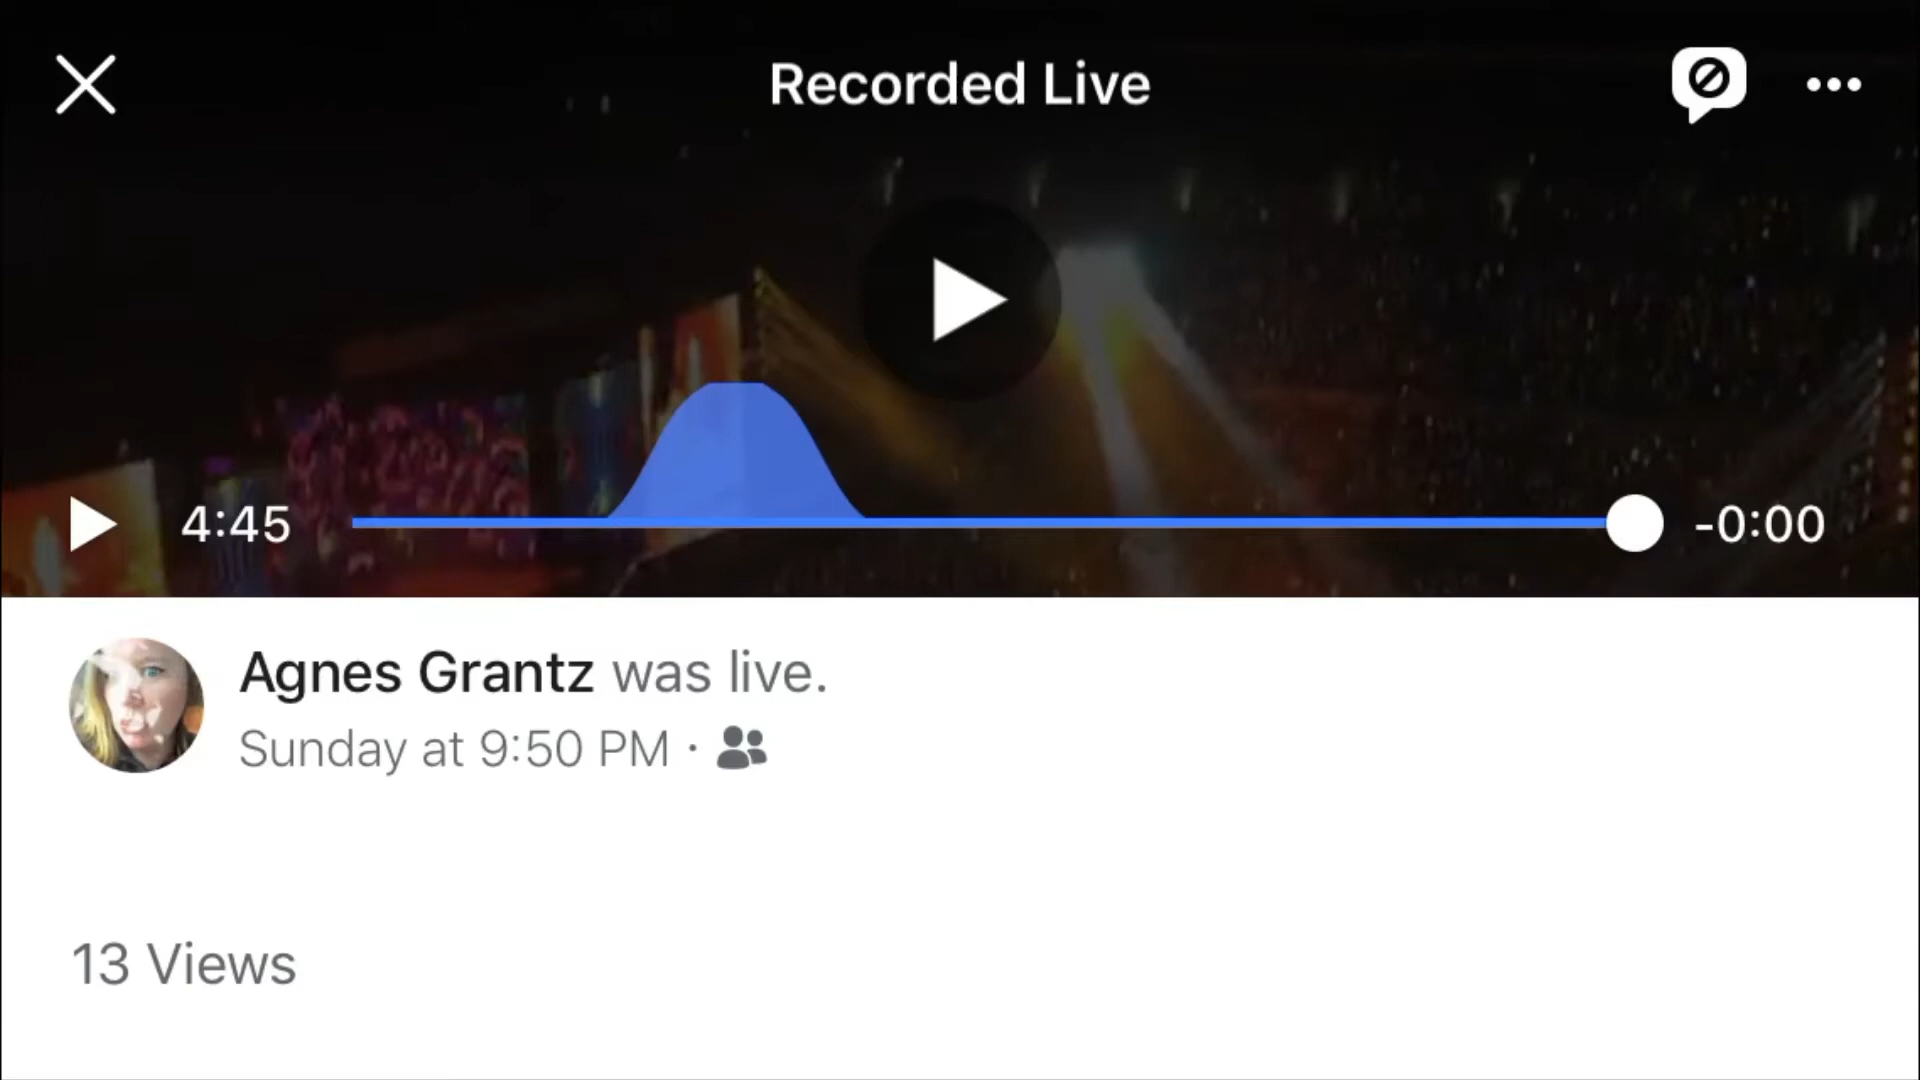 Recorded Live
4:45
-0:00
Agnes Grantz was live.
Sunday at 9:50 PM ·
13 Views